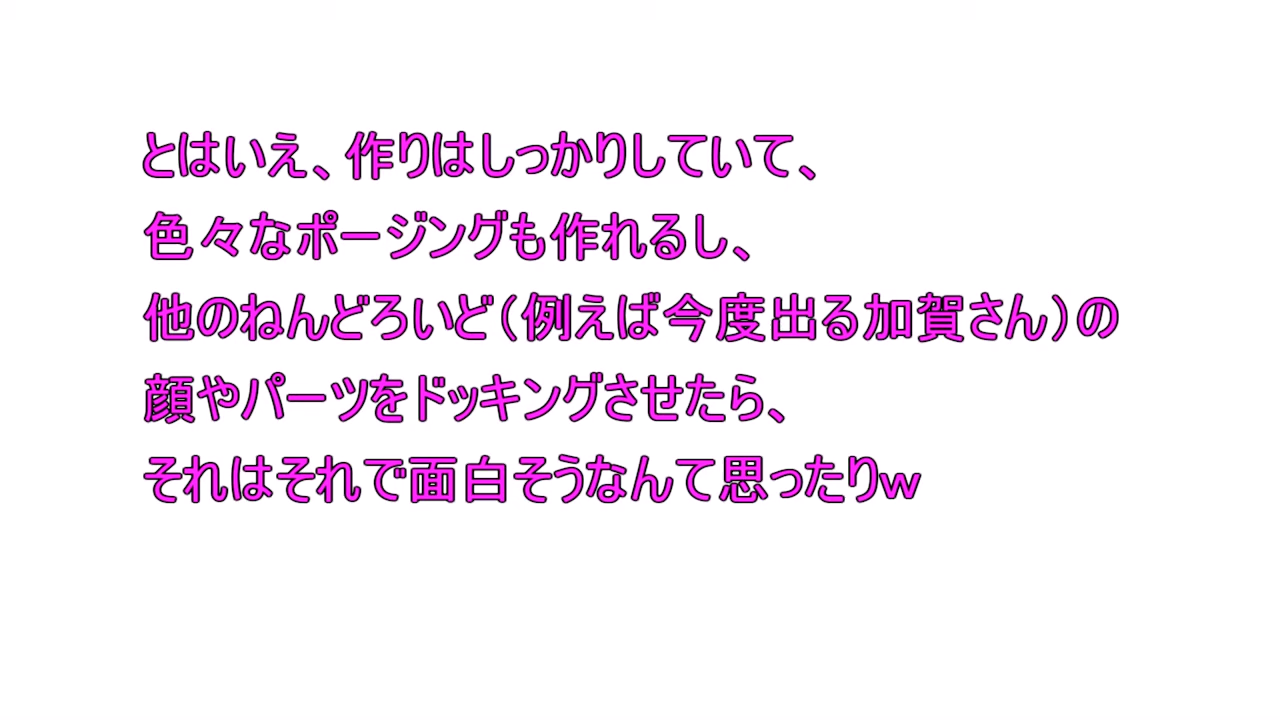 とはいえ、作りはしっかりしていて、
色々なポージングも作れるし、
他のねんどろいど（例えば今度出る加賀さん）の
顔やパーツをドッキングさせたら、
それはそれで面白そうなんて思ったりｗ